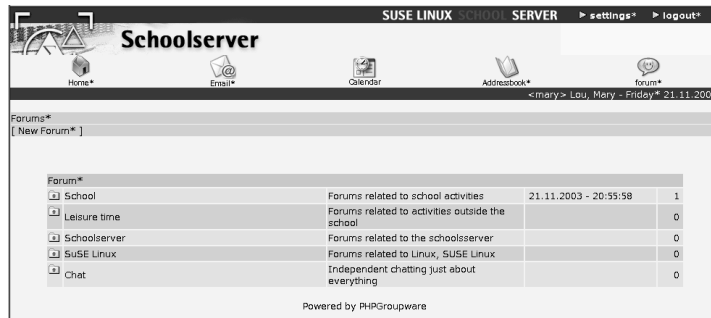 SUSE LINUX SCHOOL SERVER settings* logout*
Schoolserver
Home* Email* Calendar Addressbook* forum*
<mary> Lou, Mary - Friday* 21.11.200
Forums*
[ New Forum* ]
Forum*
School Forums related to school activities 21.11.2003 - 20:55:58 1
Leisure time Forums related to activities outside the school 0
Schoolserver Forums related to the schoolsserver 0
SuSE Linux Forums related to Linux, SUSE Linux 0
Chat Independent chatting just about everything 0
Powered by PHPGroupware